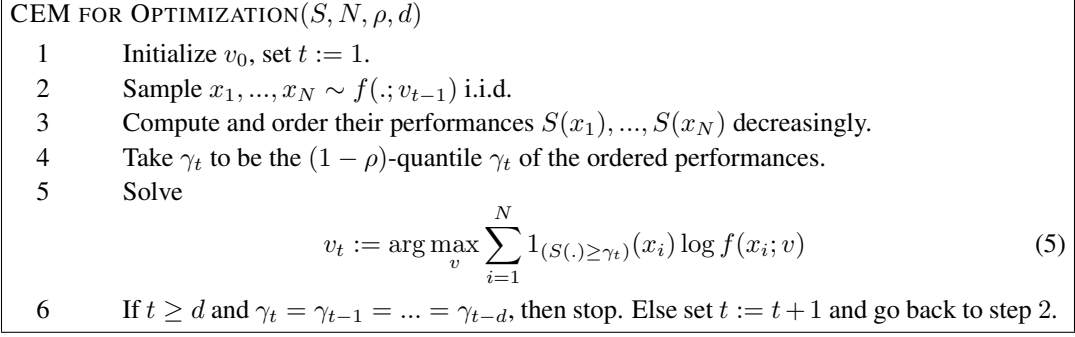 CEM FOR OPTIMIZATION(S, N, ρ, d)
1 Initialize v₀, set t := 1.
2 Sample x₁, ..., x_N ∼ f(.; v_{t−1}) i.i.d.
3 Compute and order their performances S(x₁), ..., S(x_N) decreasingly.
4 Take γ_t to be the (1 − ρ)-quantile γ_t of the ordered performances.
5 Solve
v_t := arg max_v ∑_{i=1}^{N} 1_{(S(.)≥γ_t)}(x_i) log f(x_i; v) (5)
6 If t ≥ d and γ_t = γ_{t−1} = ... = γ_{t−d}, then stop. Else set t := t + 1 and go back to step 2.